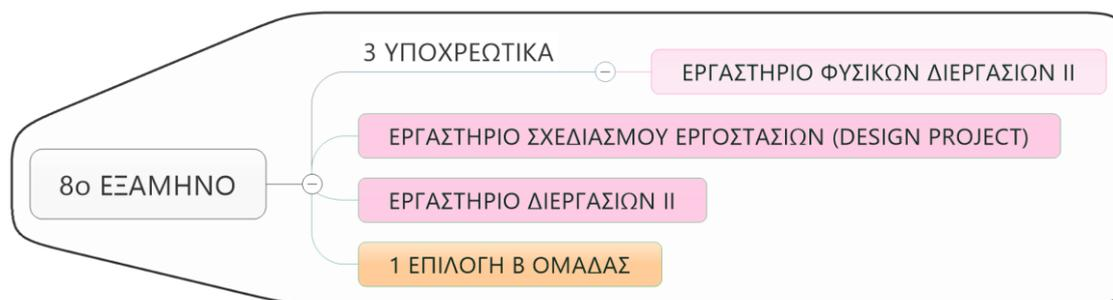 3 ΥΠΟΧΡΕΩΤΙΚΑ
ΕΡΓΑΣΤΗΡΙΟ ΦΥΣΙΚΩΝ ΔΙΕΡΓΑΣΙΩΝ ΙΙ
ΕΡΓΑΣΤΗΡΙΟ ΣΧΕΔΙΑΣΜΟΥ ΕΡΓΟΣΤΑΣΙΩΝ (DESIGN PROJECT)
8ο ΕΞΑΜΗΝΟ
ΕΡΓΑΣΤΗΡΙΟ ΔΙΕΡΓΑΣΙΩΝ ΙΙ
1 ΕΠΙΛΟΓΗ Β ΟΜΑΔΑΣ